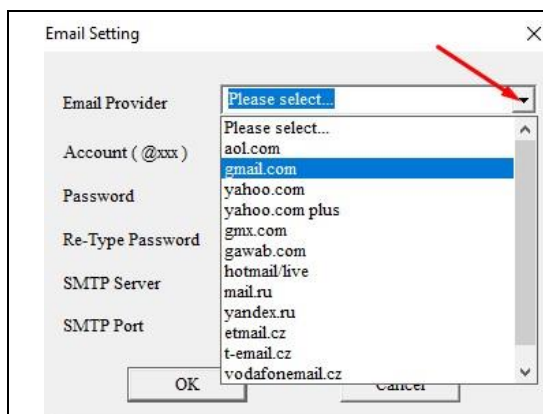 Email Setting
Email Provider
Please select...
Please select...
aol.com
Account ( @xxx )
gmail.com
yahoo.com
Password
yahoo.com plus
gmx.com
Re-Type Password
gawab.com
hotmail/live
SMTP Server
mail.ru
yandex.ru
SMTP Port
etmail.cz
t-email.cz
vodafonemail.cz
OK
Cancel